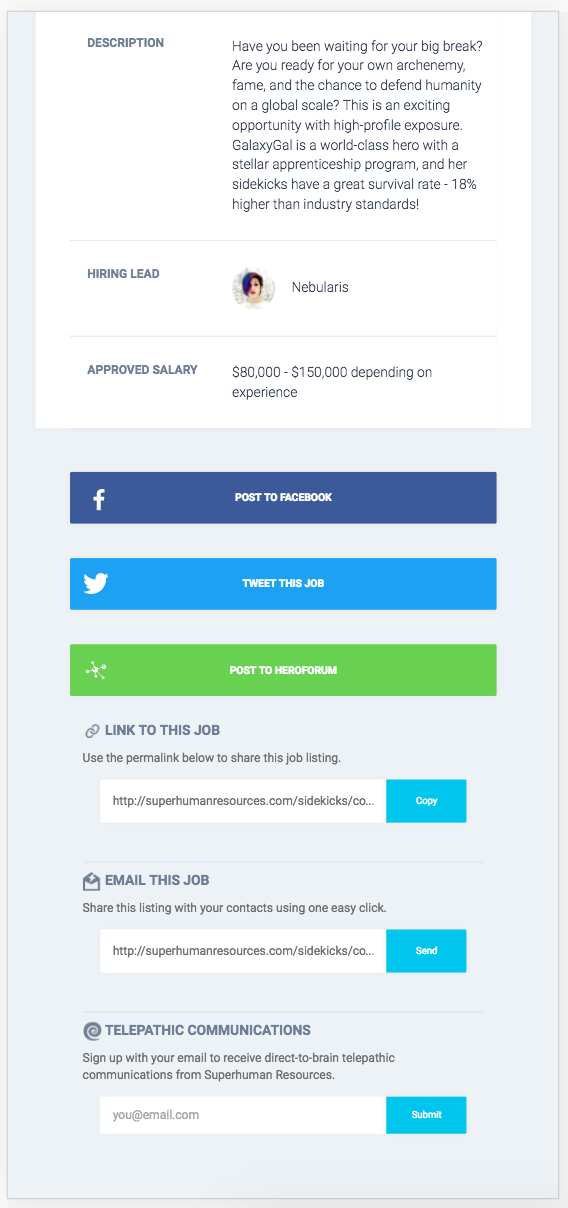 DESCRIPTION
Have you been waiting for your big break?
Are you ready for your own archenemy,
fame, and the chance to defend humanity
on a global scale? This is an exciting
opportunity with high-profile exposure.
GalaxyGal is a world-class hero with a
stellar apprenticeship program, and her
sidekicks have a great survival rate - 18%
higher than industry standards!
HIRING LEAD
Nebularis
APPROVED SALARY
$80,000 - $150,000 depending on
experience
POST TO FACEBOOK
TWEET THIS JOB
POST TO HEROFORUM
LINK TO THIS JOB
Use the permalink below to share this job listing.
http://superhumanresources.com/sidekicks/co...
Copy
EMAIL THIS JOB
Share this listing with your contacts using one easy click.
http://superhumanresources.com/sidekicks/co...
Send
TELEPATHIC COMMUNICATIONS
Sign up with your email to receive direct-to-brain telepathic
communications from Superhuman Resources.
you@email.com
Submit